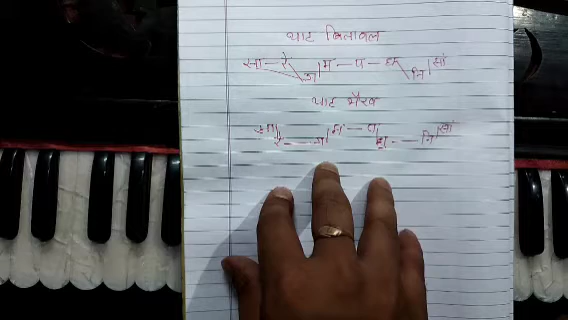 थाट बिलावल
सा — रे ग म — प — ध नि सां
थाट भैरव
सा रे — ग म — प ध — नि सां